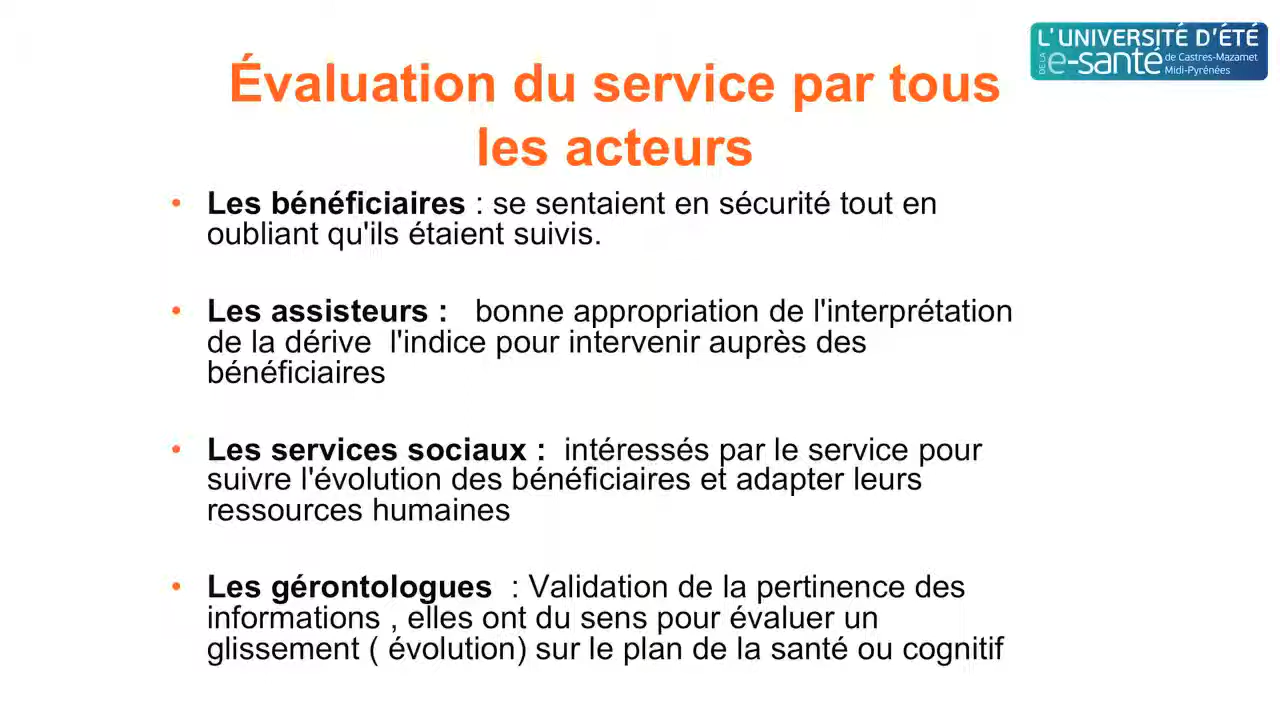 L'UNIVERSITÉ D'ÉTÉ
DE LA e-santé de Castres-Mazamet
Midi-Pyrénées
Évaluation du service par tous
les acteurs
• Les bénéficiaires : se sentaient en sécurité tout en
oubliant qu'ils étaient suivis.
• Les assisteurs : bonne appropriation de l'interprétation
de la dérive l'indice pour intervenir auprès des
bénéficiaires
• Les services sociaux : intéressés par le service pour
suivre l'évolution des bénéficiaires et adapter leurs
ressources humaines
• Les gérontologues : Validation de la pertinence des
informations , elles ont du sens pour évaluer un
glissement ( évolution) sur le plan de la santé ou cognitif